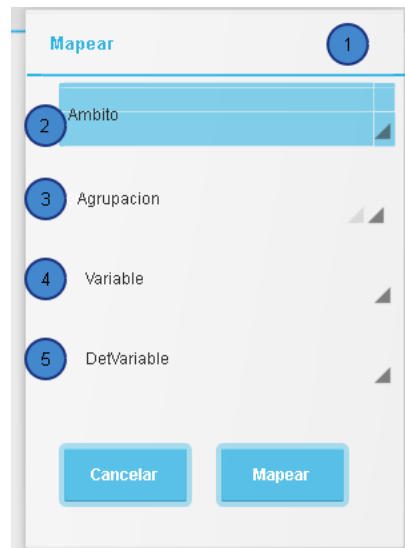 Mapear
1
Ambito
2
3
Agrupacion
4
Variable
5
DetVariable
Cancelar
Mapear